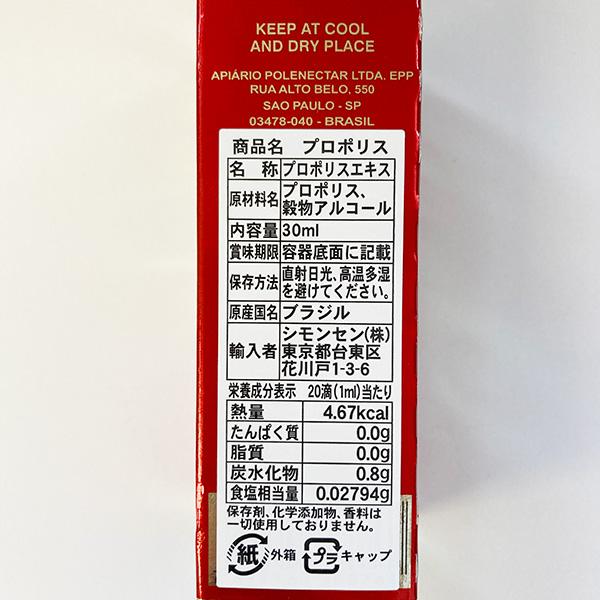 KEEP AT COOL
AND DRY PLACE
APIÁRIO POLENECTAR LTDA. EPP
RUA ALTO BELO, 550
SAO PAULO - SP
03478-040 - BRASIL
商品名 プロポリス
名 称 プロポリスエキス
原材料名 プロポリス、
穀物アルコール
内容量 30ml
賞味期限 容器底面に記載
保存方法 直射日光、高温多湿
を避けてください。
原産国名 ブラジル
輸入者 シモンセン(株)
東京都台東区
花川戸1-3-6
栄養成分表示 20滴(1ml)当たり
熱量 4.67kcal
たんぱく質 0.0g
脂質 0.0g
炭水化物 0.8g
食塩相当量 0.02794g
保存剤、化学添加物、香料は
一切使用しておりません。
紙 外箱 プラ キャップ